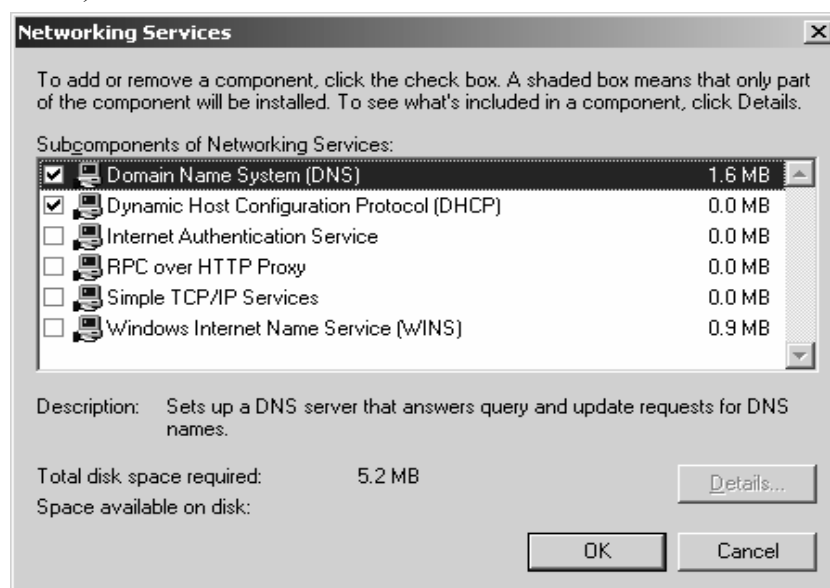 Networking Services
To add or remove a component, click the check box. A shaded box means that only part
of the component will be installed. To see what's included in a component, click Details.
Subcomponents of Networking Services:
Domain Name System (DNS) 1.6 MB
Dynamic Host Configuration Protocol (DHCP) 0.0 MB
Internet Authentication Service 0.0 MB
RPC over HTTP Proxy 0.0 MB
Simple TCP/IP Services 0.0 MB
Windows Internet Name Service (WINS) 0.9 MB
Description: Sets up a DNS server that answers query and update requests for DNS
names.
Total disk space required: 5.2 MB
Details...
Space available on disk:
OK Cancel